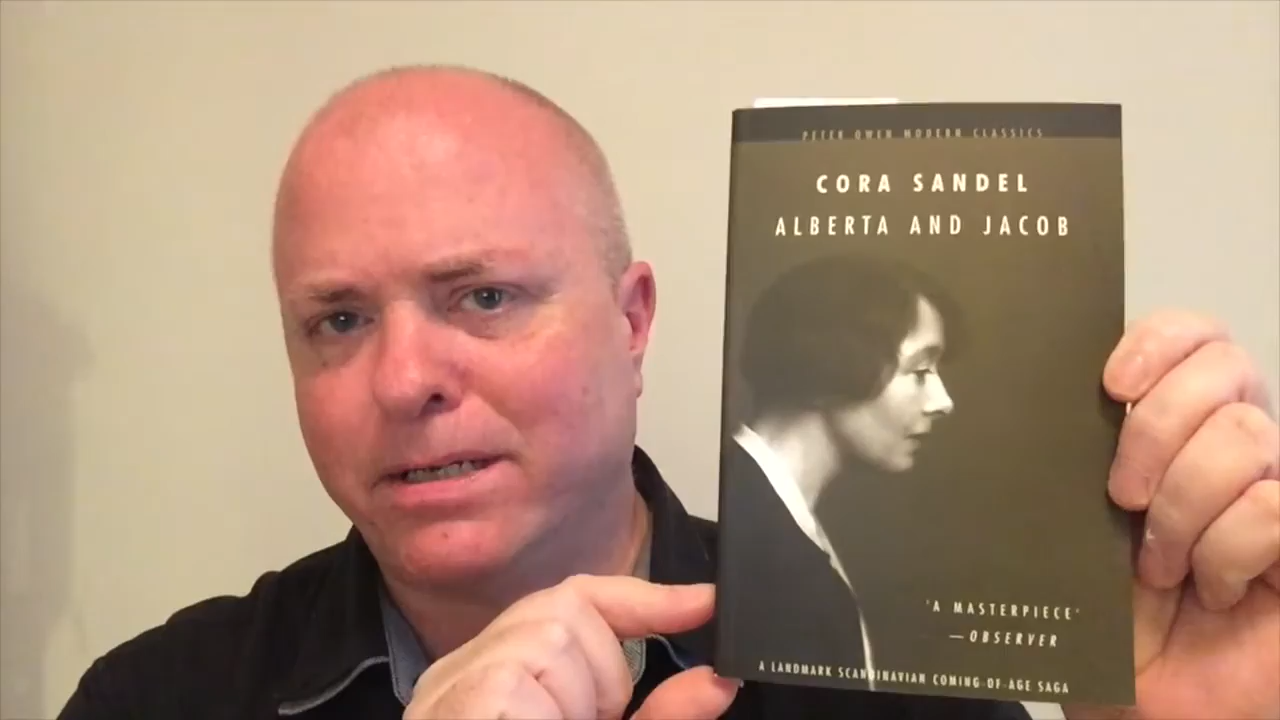 PETER OWEN MODERN CLASSICS
CORA SANDEL
ALBERTA AND JACOB
'A MASTERPIECE'
—OBSERVER
A LANDMARK SCANDINAVIAN COMING-OF-AGE SAGA